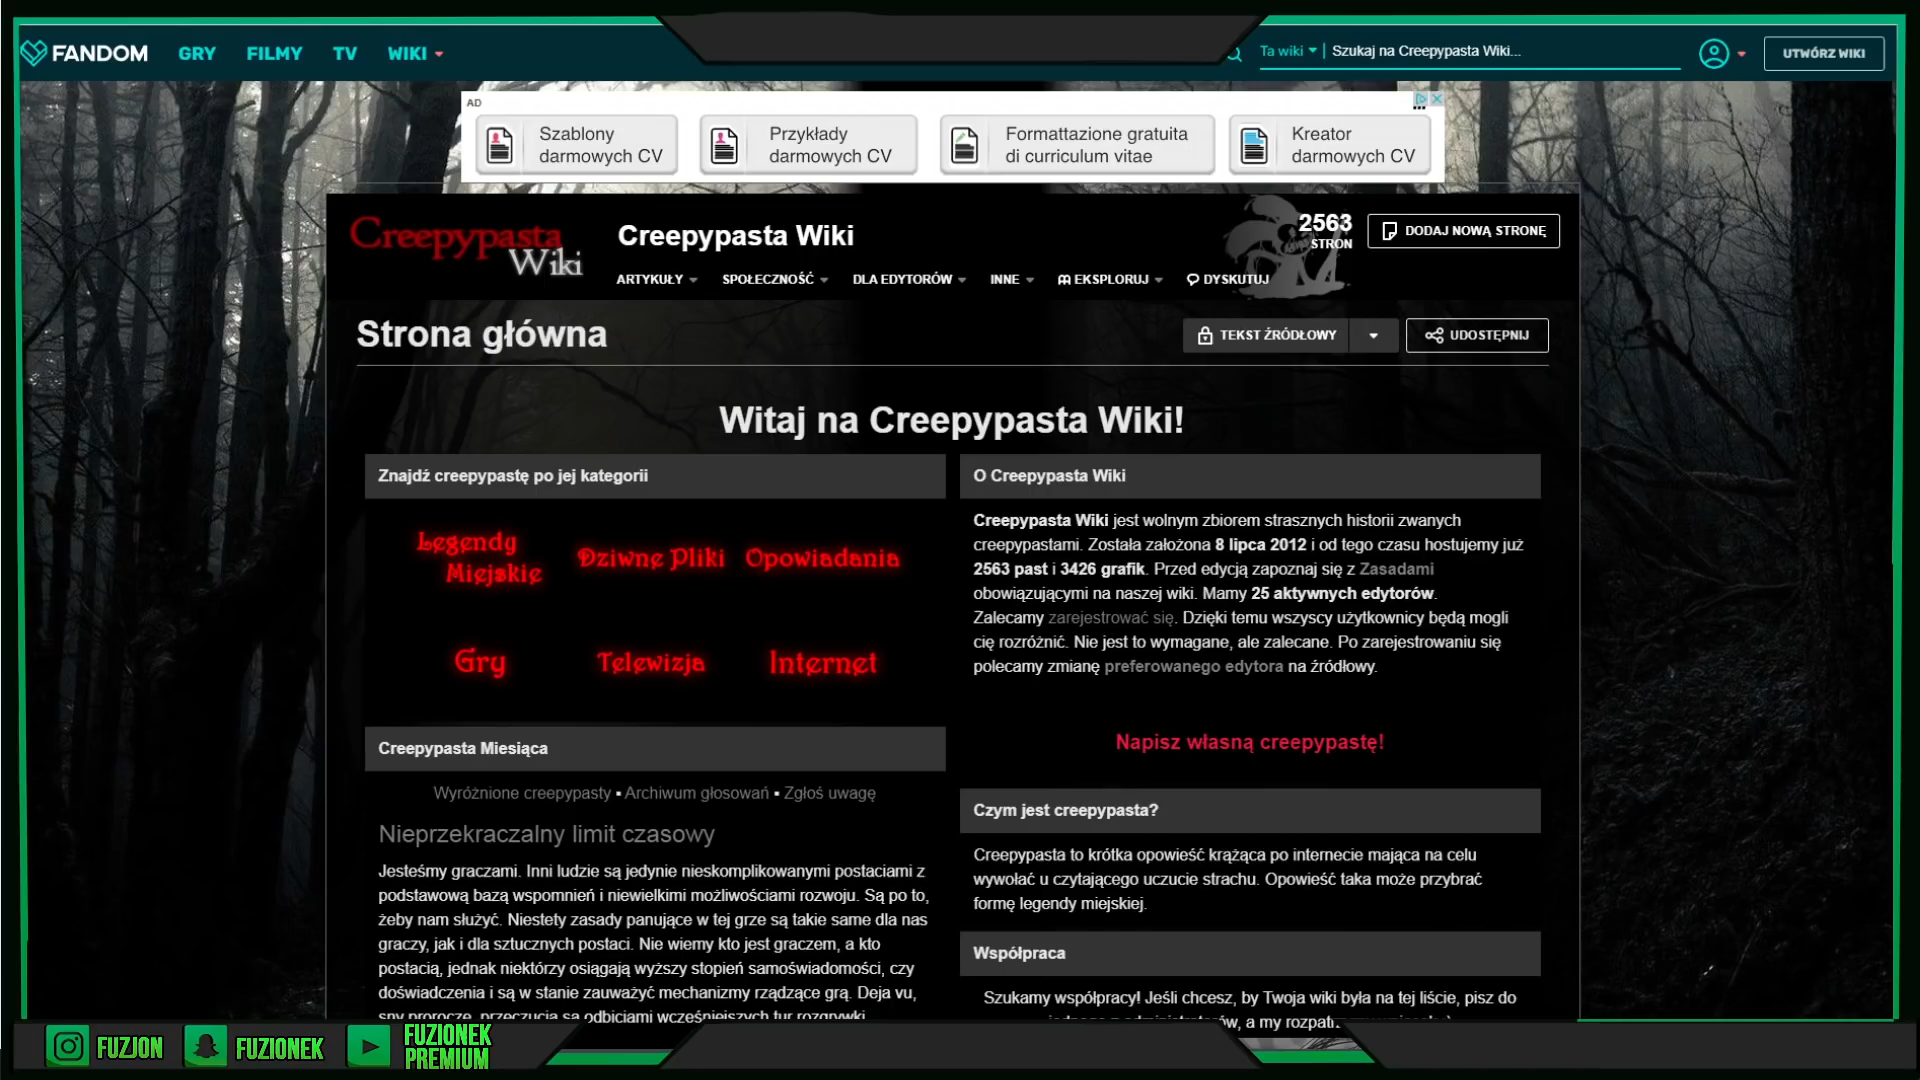 FANDOM
GRY
FILMY
TV
WIKI
Ta wiki
Szukaj na Creepypasta Wiki...
UTWÓRZ WIKI
AD
Szablony
darmowych CV
Przykłady
darmowych CV
Formattazione gratuita
di curriculum vitae
Kreator
darmowych CV
Creepypasta
Wiki
Creepypasta Wiki
2563
STRON
DODAJ NOWĄ STRONĘ
ARTYKUŁY
SPOŁECZNOŚĆ
DLA EDYTORÓW
INNE
EKSPLORUJ
DYSKUTUJ
Strona główna
TEKST ŹRÓDŁOWY
UDOSTĘPNIJ
Witaj na Creepypasta Wiki!
Znajdź creepypastę po jej kategorii
Legendy
Miejskie
Dziwne Pliki
Opowiadania
Gry
Telewizja
Internet
Creepypasta Miesiąca
Wyróżnione creepypasty ▪ Archiwum głosowań ▪ Zgłoś uwagę
Nieprzekraczalny limit czasowy
Jesteśmy graczami. Inni ludzie są jedynie nieskomplikowanymi postaciami z
podstawową bazą wspomnień i niewielkimi możliwościami rozwoju. Są po to,
żeby nam służyć. Niestety zasady panujące w tej grze są takie same dla nas
graczy, jak i dla sztucznych postaci. Nie wiemy kto jest graczem, a kto
postacią, jednak niektórzy osiągają wyższy stopień samoświadomości, czy
doświadczenia i są w stanie zauważyć mechanizmy rządzące grą. Deja vu,
sny prorocze, przeczucia są odbiciami wcześniejszych tur rozgrywki.
O Creepypasta Wiki
Creepypasta Wiki jest wolnym zbiorem strasznych historii zwanych
creepypastami. Została założona 8 lipca 2012 i od tego czasu hostujemy już
2563 past i 3426 grafik. Przed edycją zapoznaj się z Zasadami
obowiązującymi na naszej wiki. Mamy 25 aktywnych edytorów.
Zalecamy zarejestrować się. Dzięki temu wszyscy użytkownicy będą mogli
cię rozróżnić. Nie jest to wymagane, ale zalecane. Po zarejestrowaniu się
polecamy zmianę preferowanego edytora na źródłowy.
Napisz własną creepypastę!
Czym jest creepypasta?
Creepypasta to krótka opowieść krążąca po internecie mająca na celu
wywołać u czytającego uczucie strachu. Opowieść taka może przybrać
formę legendy miejskiej.
Współpraca
Szukamy współpracy! Jeśli chcesz, by Twoja wiki była na tej liście, pisz do
a my
FUZJON
FUZIONEK
FUZIONEK
PREMIUM